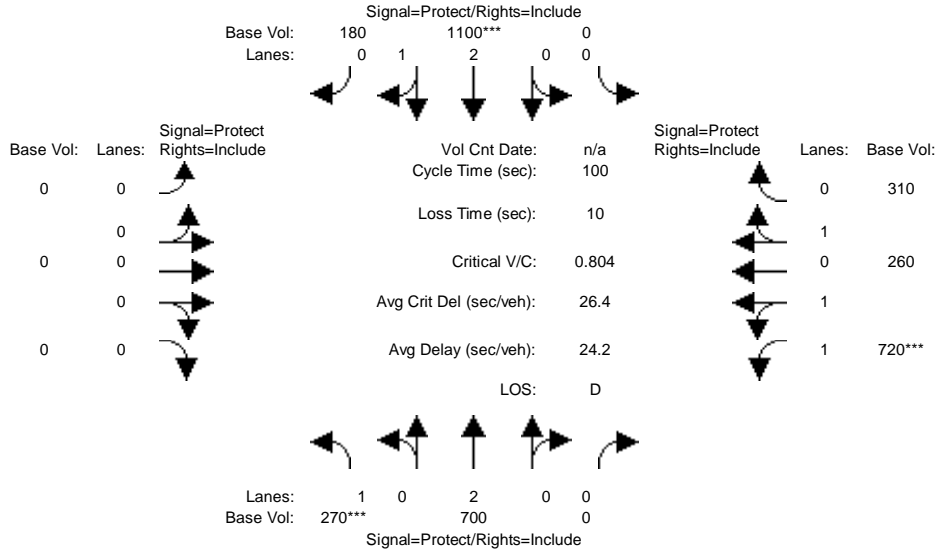 Signal=Protect/Rights=Include
Base Vol: 180 1100*** 0
Lanes: 0 1 2 0 0
Signal=Protect
Rights=Include
Base Vol: Lanes:
Vol Cnt Date: n/a
Signal=Protect
Rights=Include
Lanes: Base Vol:
Cycle Time (sec): 100
0 0
0 310
Loss Time (sec): 10
0
1
0 0
Critical V/C: 0.804
0 260
0
Avg Crit Del (sec/veh): 26.4
1
0 0
Avg Delay (sec/veh): 24.2
1 720***
LOS: D
Lanes: 1 0 2 0 0
Base Vol: 270*** 700 0
Signal=Protect/Rights=Include